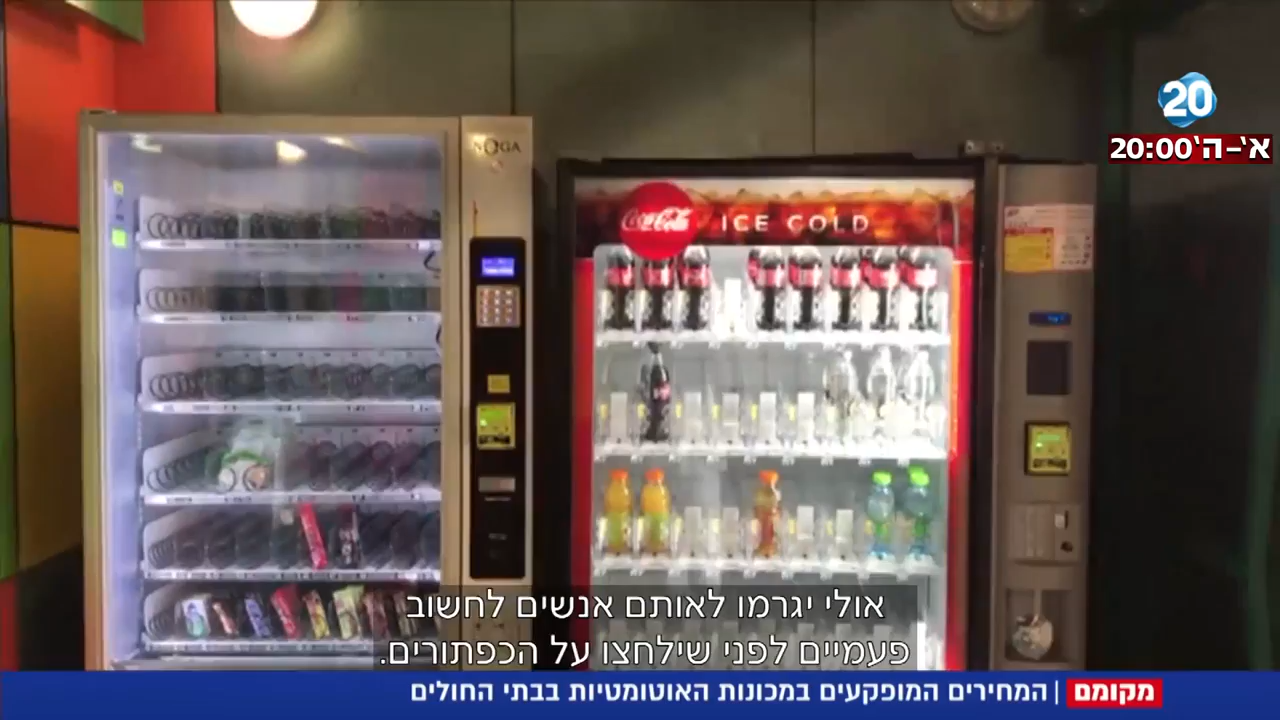 20
א'-ה' 20:00
NOGA
Coca-Cola
ICE COLD
אולי יגרמו לאותם אנשים לחשוב
פעמיים לפני שילחצו על הכפתורים.
מקומם | המחירים המופקעים במכונות האוטומטיות בבתי החולים